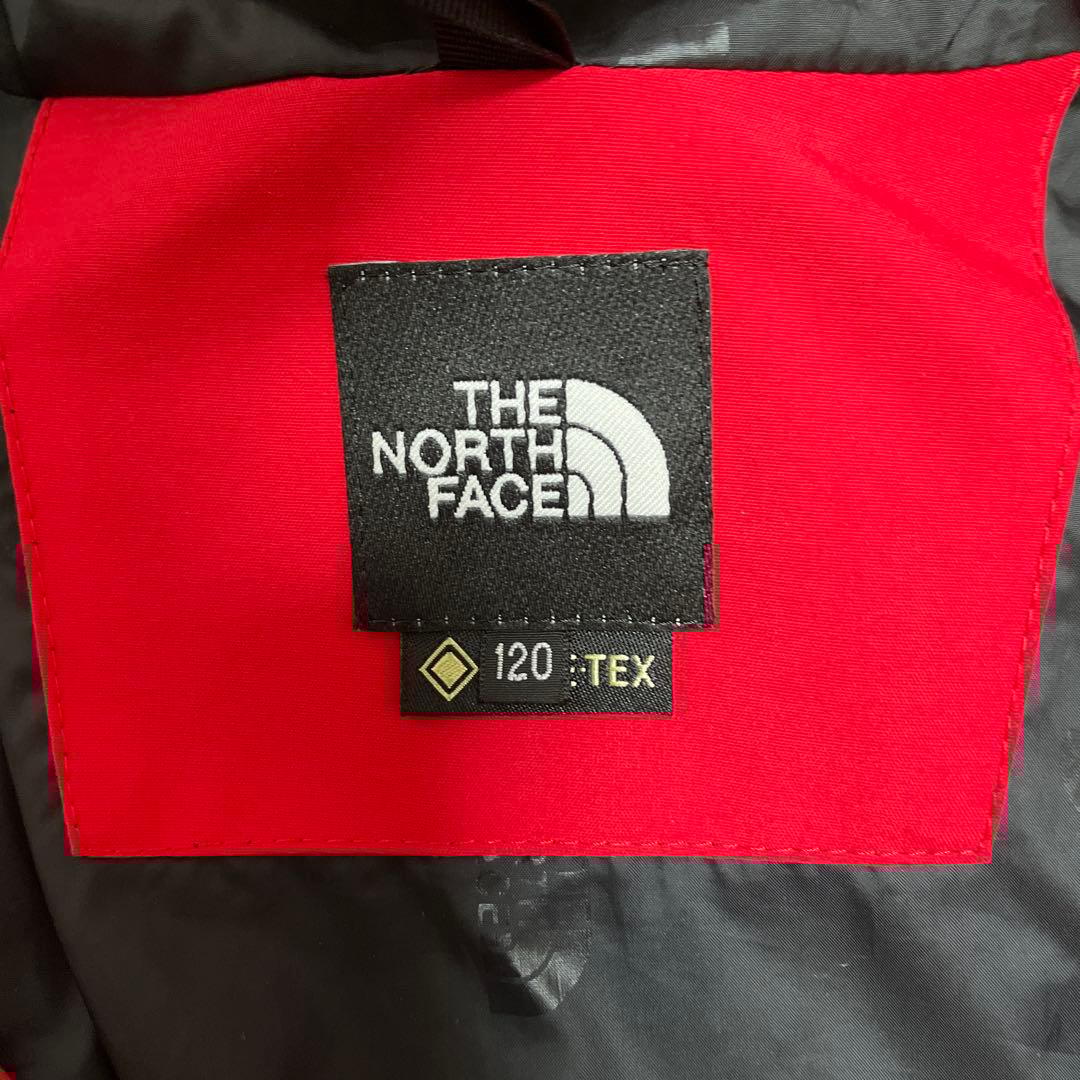 THE
NORTH
FACE
120 -TEX